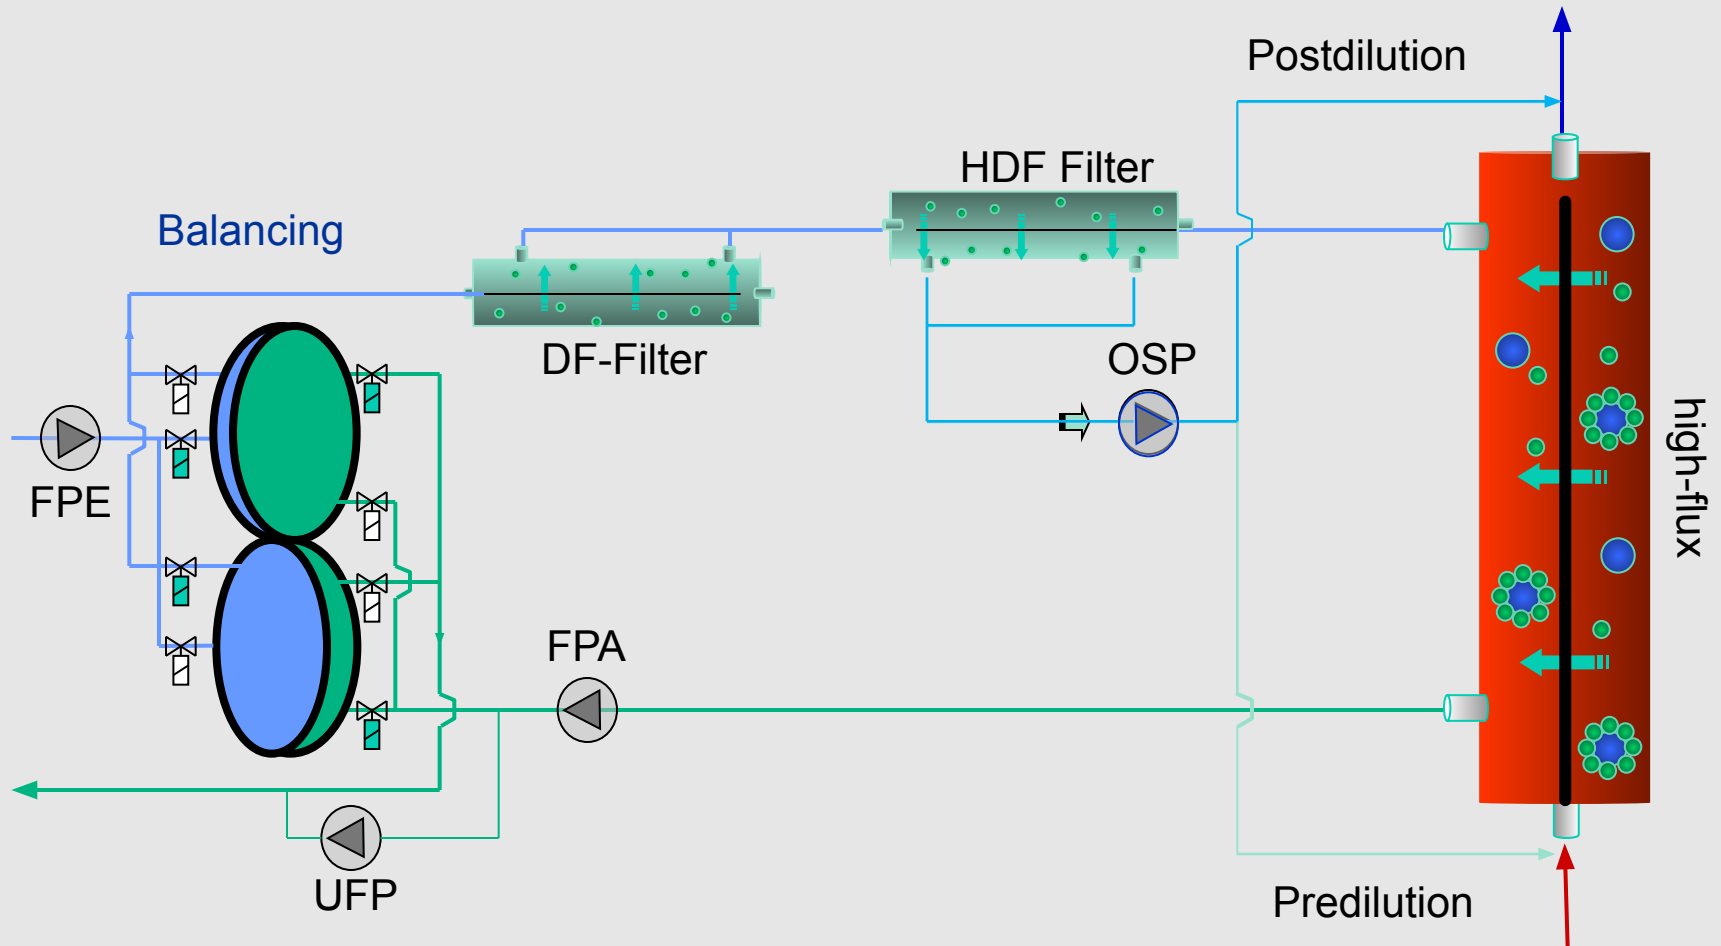 Postdilution
HDF Filter
Balancing
DF-Filter
OSP
high-flux
FPE
FPA
UFP
Predilution